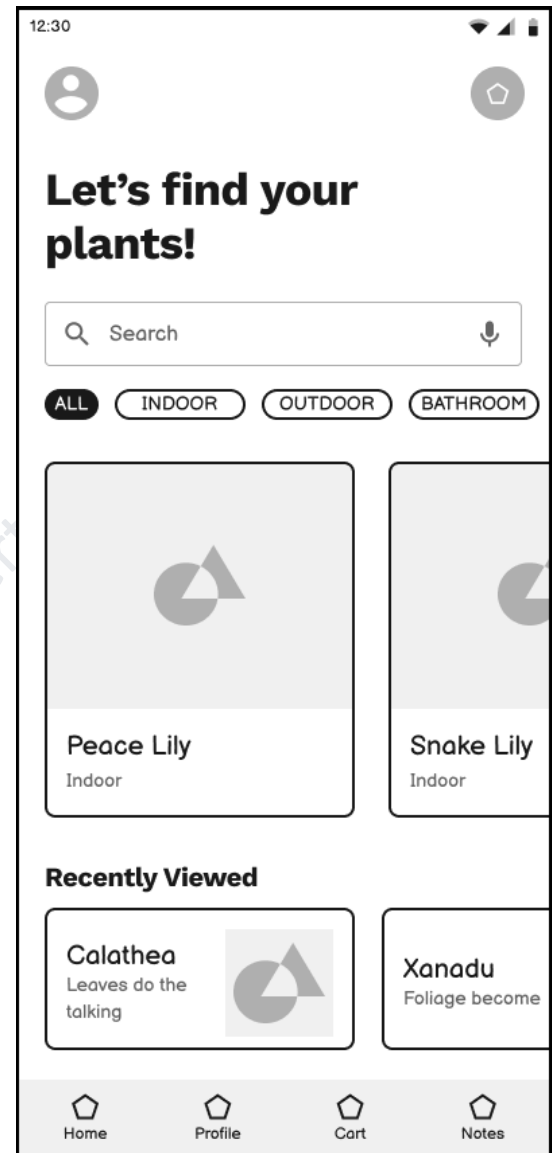 12:30
Let’s find your
plants!
Search
ALL INDOOR OUTDOOR BATHROOM
Peace Lily
Indoor
Snake Lily
Indoor
Recently Viewed
Calathea
Leaves do the
talking
Xanadu
Foliage become
Home Profile Cart Notes